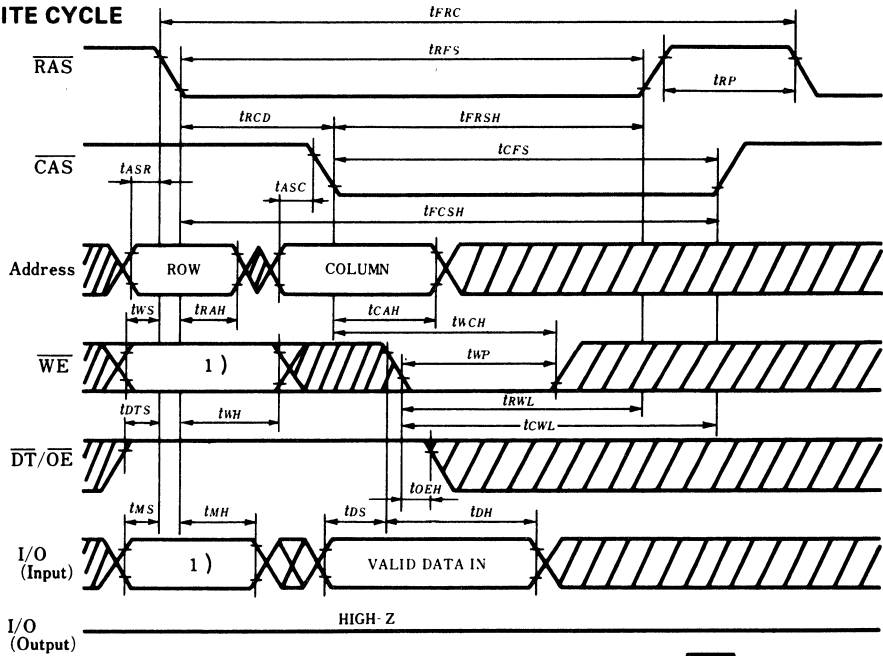 ITE CYCLE
tFRC
RAS
tRFS
tRP
tRCD
tFRSH
CAS
tCFS
tASR
tASC
tFCSH
Address
ROW
COLUMN
tWS
tRAH
tCAH
tWCH
WE
1)
tWP
tRWL
tDTS
tWH
tCWL
DT/OE
tOEH
tMS
tMH
tDS
tDH
I/O
(Input)
1)
VALID DATA IN
I/O
(Output)
HIGH-Z